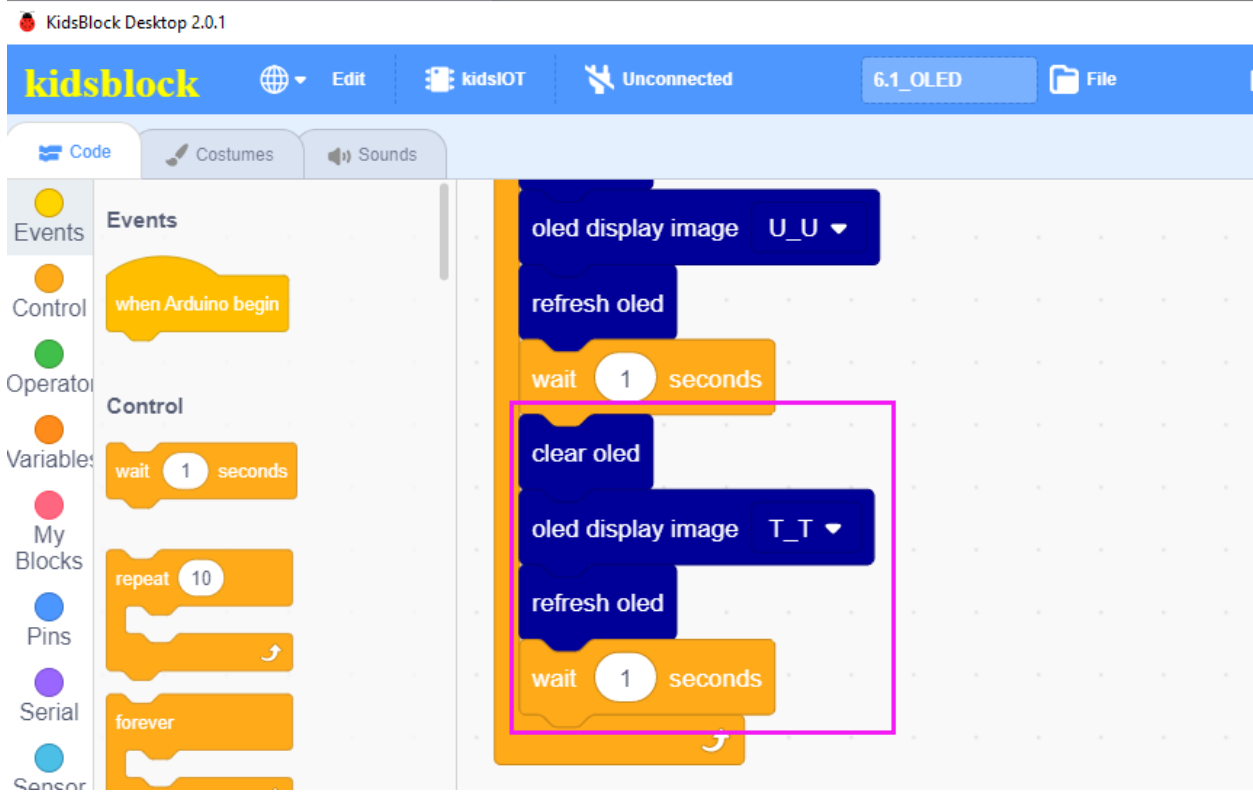 KidsBlock Desktop 2.0.1
kidsblock Edit kidsIOT Unconnected 6.1_OLED File
Code Costumes Sounds
Events
Control
Operator
Variables
My
Blocks
Pins
Serial
Sensor
Events
when Arduino begin
Control
wait 1 seconds
repeat 10
forever
oled display image U_U
refresh oled
wait 1 seconds
clear oled
oled display image T_T
refresh oled
wait 1 seconds